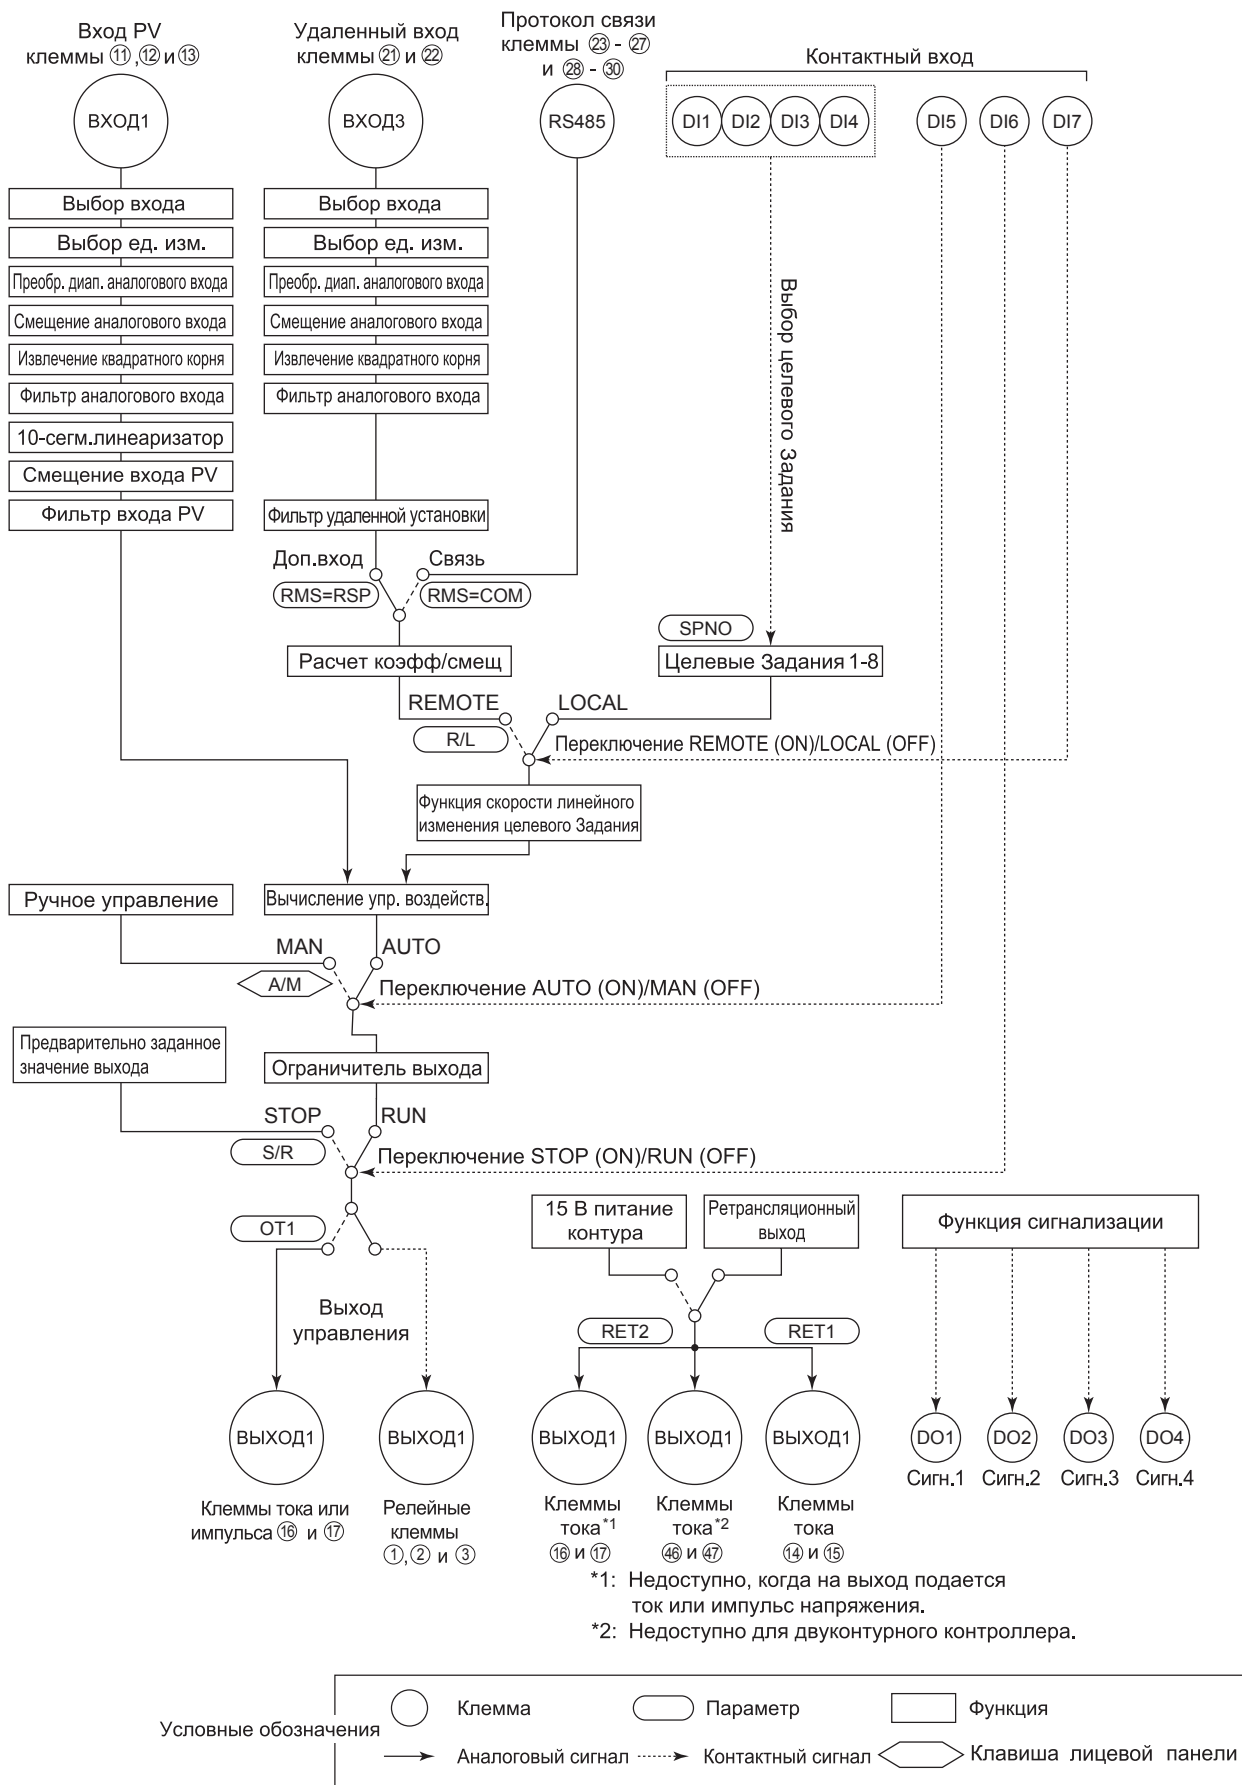 Вход PV
клеммы ⑪,⑫ и ⑬
Удаленный вход
клеммы ㉑ и ㉒
Протокол связи
клеммы ㉓ - ㉗
и ㉘ - ㉚
Контактный вход
ВХОД1
ВХОД3
RS485
DI1
DI2
DI3
DI4
DI5
DI6
DI7
Выбор входа
Выбор ед. изм.
Преобр. диап. аналогового входа
Смещение аналогового входа
Извлечение квадратного корня
Фильтр аналогового входа
10-сегм.линеаризатор
Смещение входа PV
Фильтр входа PV
Выбор входа
Выбор ед. изм.
Преобр. диап. аналогового входа
Смещение аналогового входа
Извлечение квадратного корня
Фильтр аналогового входа
Фильтр удаленной установки
Выбор целевого Задания
Доп.вход
Связь
RMS=RSP
RMS=COM
SPNO
Расчет коэфф/смещ
Целевые Задания 1-8
REMOTE
LOCAL
R/L
Переключение REMOTE (ON)/LOCAL (OFF)
Функция скорости линейного
изменения целевого Задания
Ручное управление
Вычисление упр. воздейств.
MAN
AUTO
A/M
Переключение AUTO (ON)/MAN (OFF)
Предварительно заданное
значение выхода
Ограничитель выхода
STOP
RUN
S/R
Переключение STOP (ON)/RUN (OFF)
OT1
15 В питание
контура
Ретрансляционный
выход
Функция сигнализации
Выход
управления
RET2
RET1
ВЫХОД1
ВЫХОД1
ВЫХОД1
ВЫХОД1
ВЫХОД1
DO1
DO2
DO3
DO4
Сигн.1
Сигн.2
Сигн.3
Сигн.4
Клеммы тока или
импульса ⑯ и ⑰
Релейные
клеммы
①,② и ③
Клеммы
тока*1
⑯ и ⑰
Клеммы
тока*2
㊻ и ㊼
Клеммы
тока
⑭ и ⑮
*1: Недоступно, когда на выход подается
ток или импульс напряжения.
*2: Недоступно для двуконтурного контроллера.
Условные обозначения
Клемма
Параметр
Функция
Аналоговый сигнал
Контактный сигнал
Клавиша лицевой панели